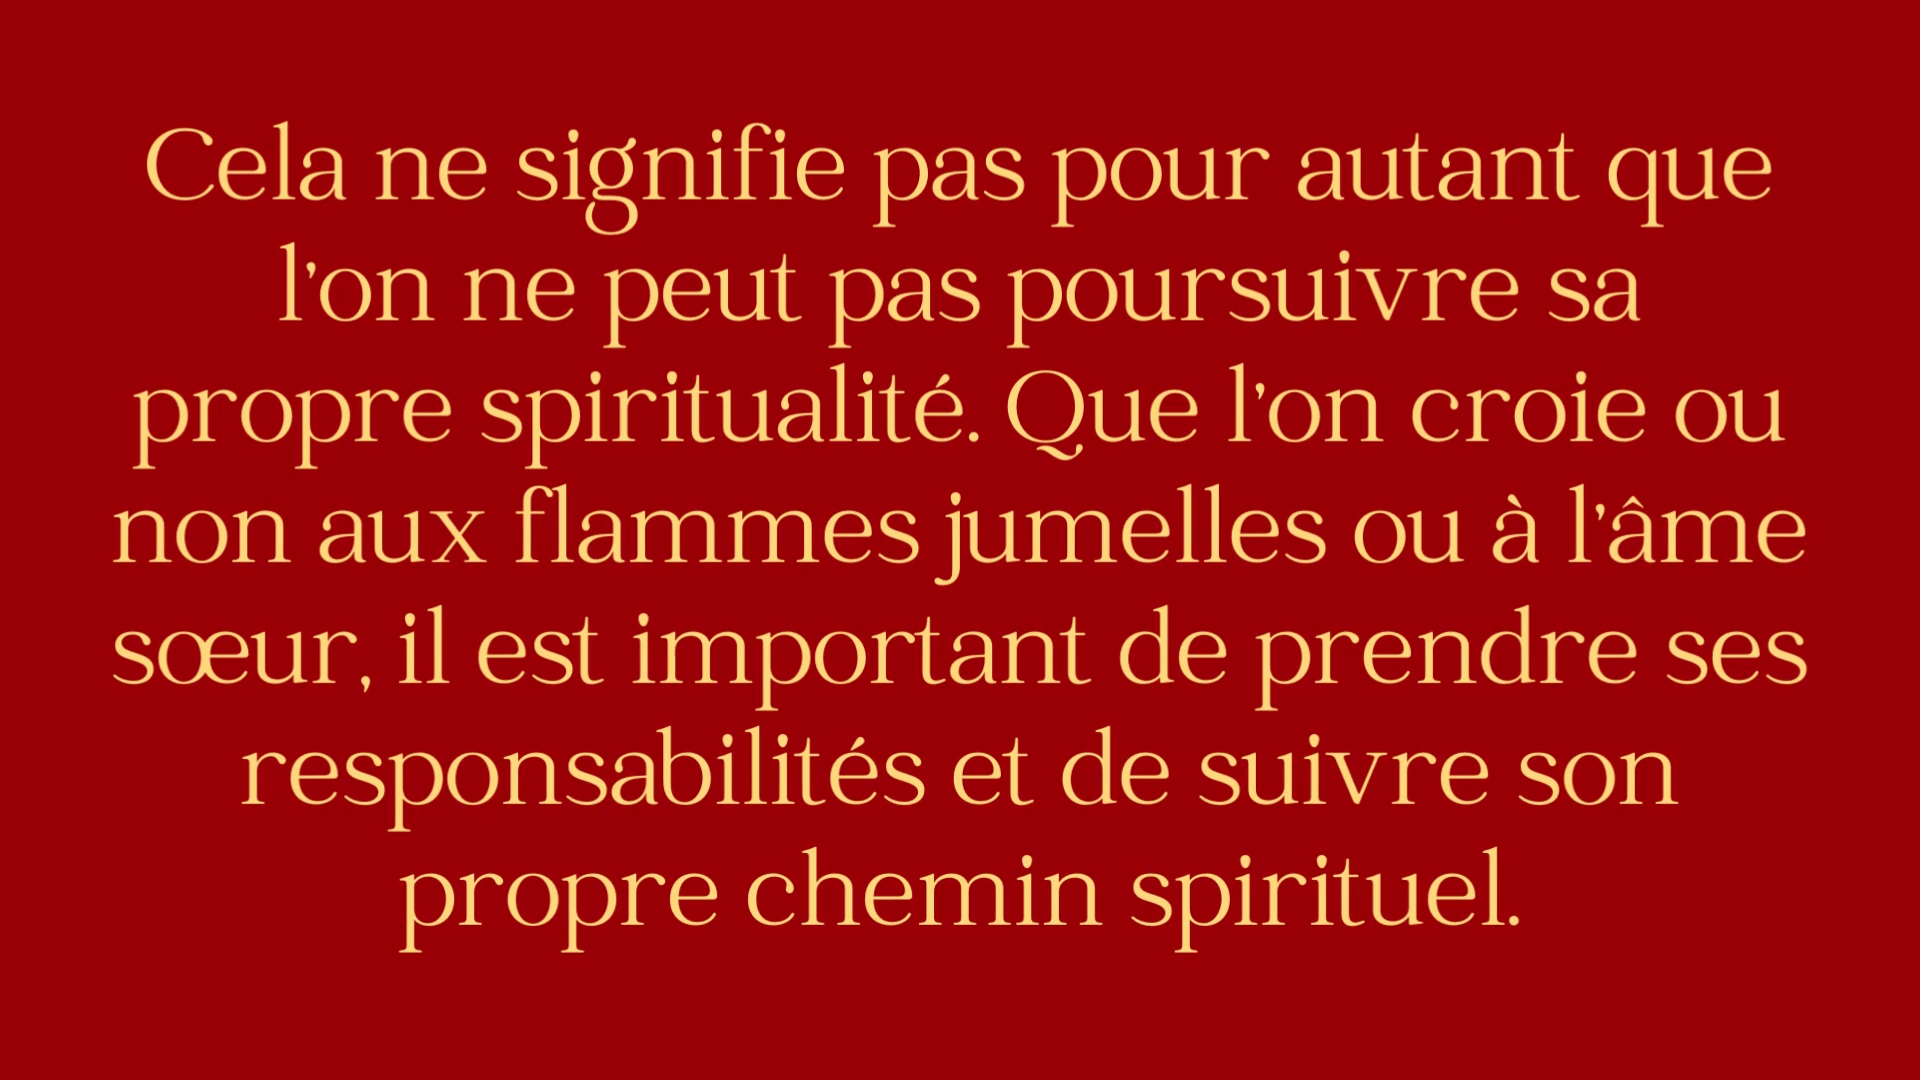 Cela ne signifie pas pour autant que
l'on ne peut pas poursuivre sa
propre spiritualité. Que l'on croie ou
non aux flammes jumelles ou à l'âme
sœur, il est important de prendre ses
responsabilités et de suivre son
propre chemin spirituel.